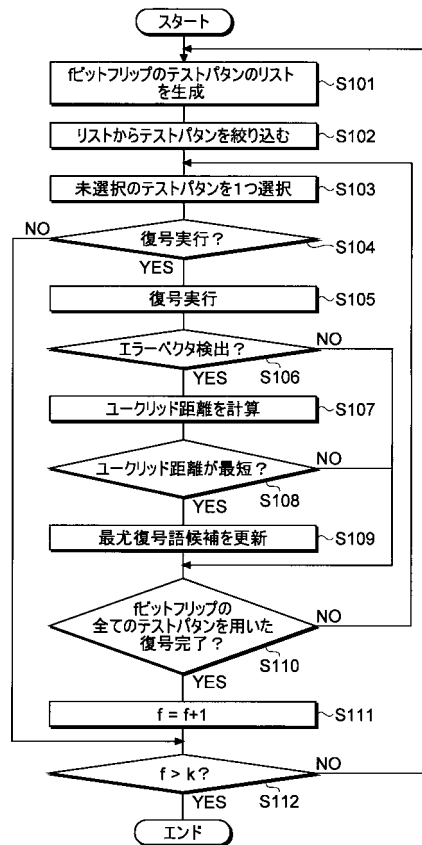 スタート
fビットフリップのテストパタンのリスト
を生成
S101
リストからテストパタンを絞り込む
S102
未選択のテストパタンを1つ選択
S103
NO
復号実行?
S104
YES
復号実行
S105
エラーベクタ検出?
NO
S106
YES
ユークリッド距離を計算
S107
ユークリッド距離が最短?
NO
S108
YES
最尤復号語候補を更新
S109
fビットフリップの
全てのテストパタンを用いた
復号完了?
NO
S110
YES
f = f+1
S111
f > k?
NO
S112
YES
エンド